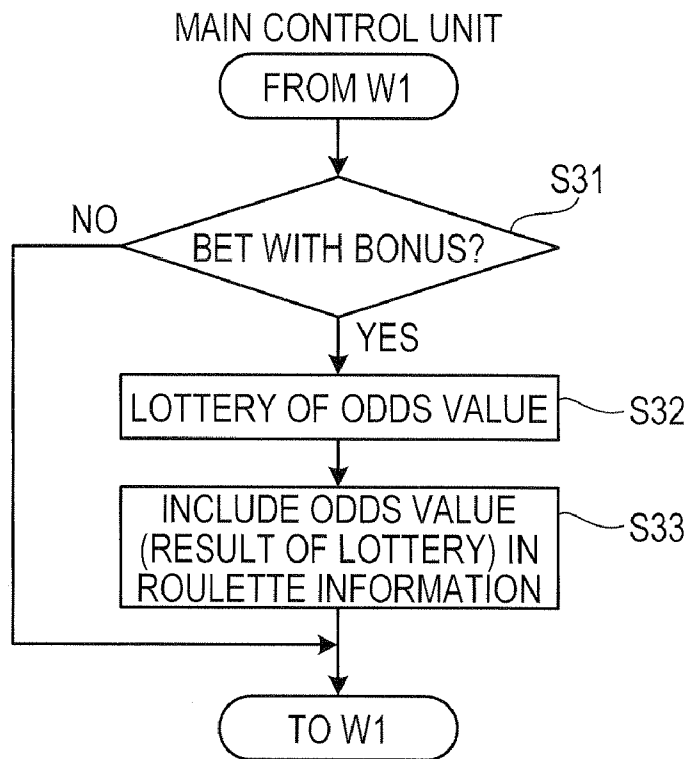 MAIN CONTROL UNIT
FROM W1
S31
NO
BET WITH BONUS?
YES
LOTTERY OF ODDS VALUE
S32
INCLUDE ODDS VALUE
(RESULT OF LOTTERY) IN
ROULETTE INFORMATION
S33
TO W1